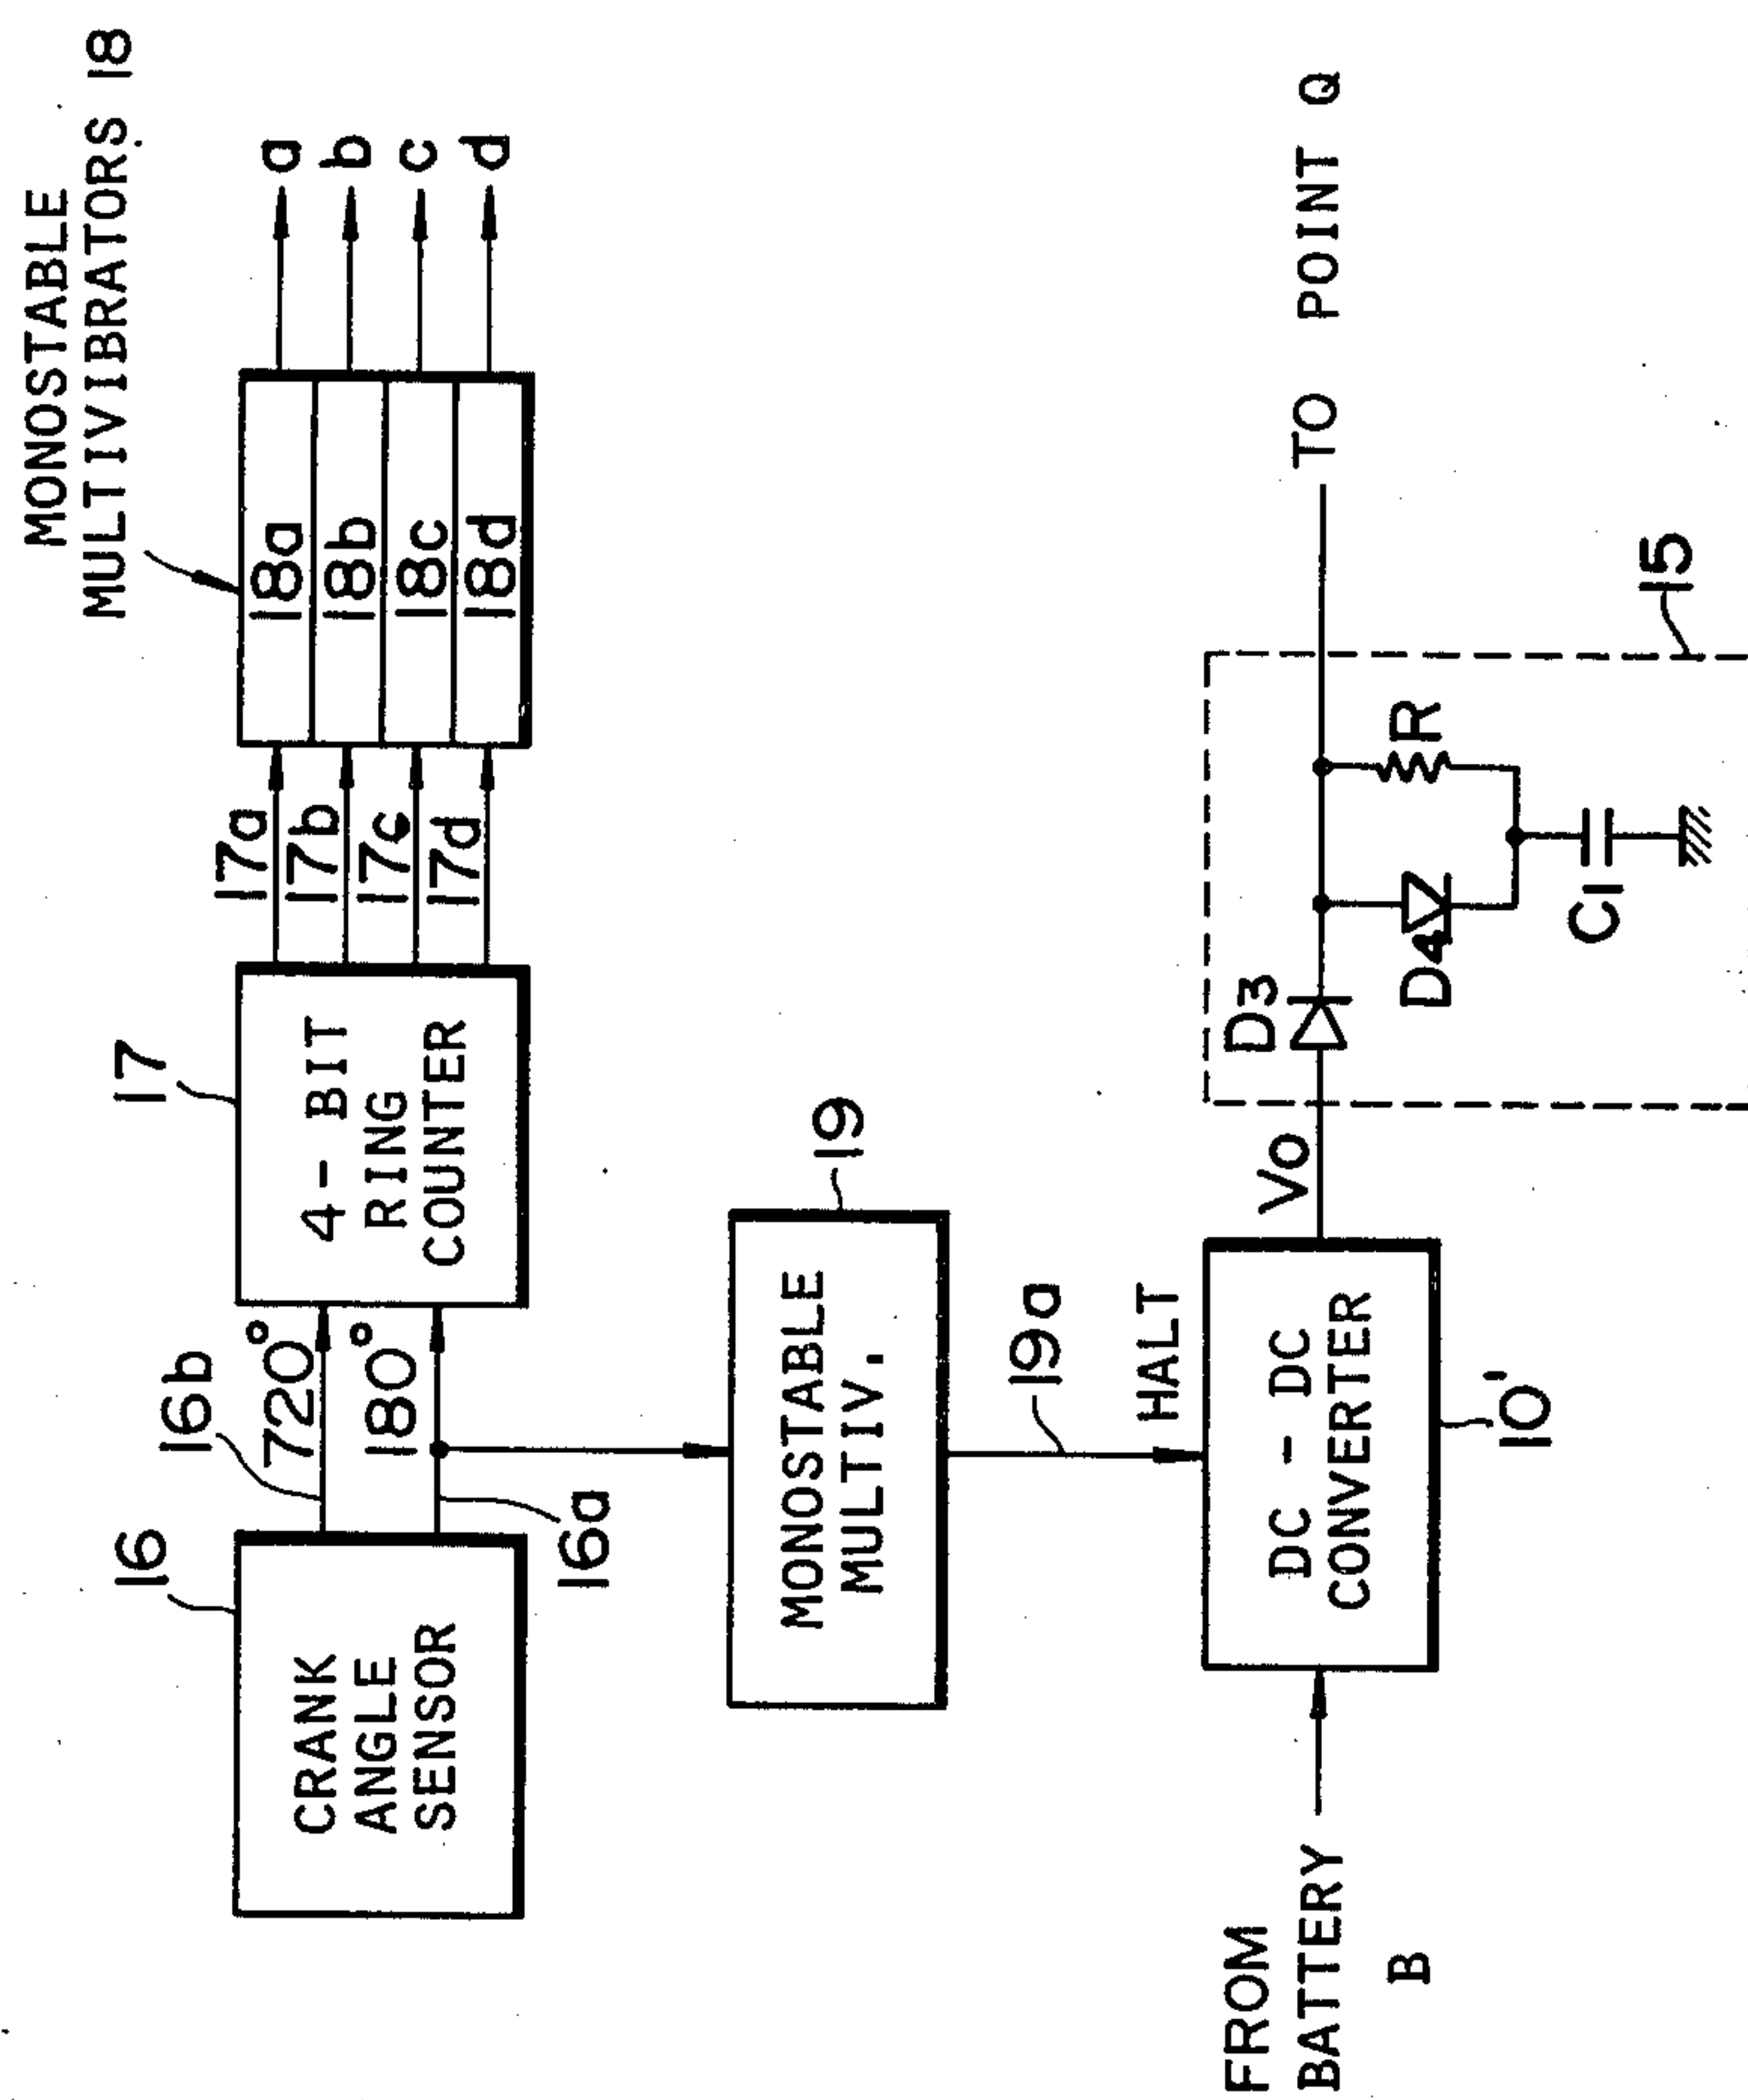 MONOSTABLE
MULTIVIBRATORS 18
16
16b
720°
180°
16a
17
17a
17b
17c
17d
18a
18b
18c
18d
a
b
c
d
CRANK
ANGLE
SENSOR
4-BIT
RING
COUNTER
MONOSTABLE
MULTIV.
19
19a
HALT
FROM
BATTERY
B
DC-DC
CONVERTER
10'
Vo
D3
D4
R
C1
15
TO POINT Q